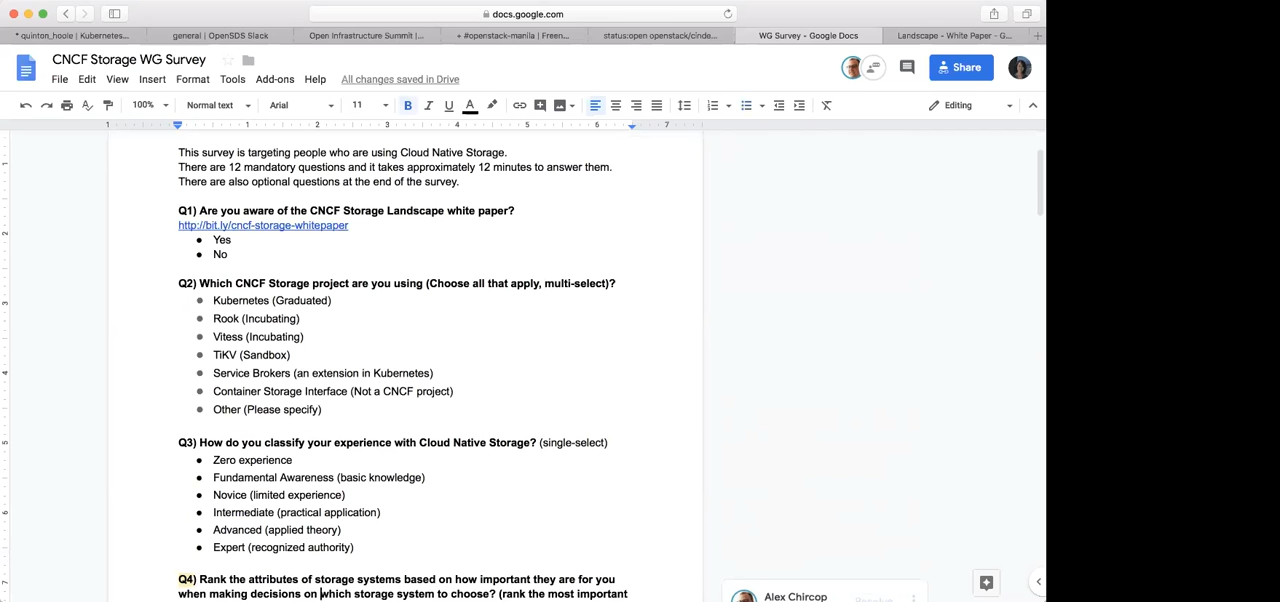 docs.google.com
* quinton_hoole | Kubernetes...
general | OpenSDS Slack
Open Infrastructure Summit |...
+ #openstack-manila | Freen...
status:open openstack/cinde...
WG Survey - Google Docs
Landscape - White Paper - G...
CNCF Storage WG Survey
File Edit View Insert Format Tools Add-ons Help All changes saved in Drive
Share
100% Normal text Arial 11 Editing
1 1 2 3 4 5 6 7
This survey is targeting people who are using Cloud Native Storage.
There are 12 mandatory questions and it takes approximately 12 minutes to answer them.
There are also optional questions at the end of the survey.
Q1) Are you aware of the CNCF Storage Landscape white paper?
http://bit.ly/cncf-storage-whitepaper
● Yes
● No
Q2) Which CNCF Storage project are you using (Choose all that apply, multi-select)?
● Kubernetes (Graduated)
● Rook (Incubating)
● Vitess (Incubating)
● TiKV (Sandbox)
● Service Brokers (an extension in Kubernetes)
● Container Storage Interface (Not a CNCF project)
● Other (Please specify)
Q3) How do you classify your experience with Cloud Native Storage? (single-select)
● Zero experience
● Fundamental Awareness (basic knowledge)
● Novice (limited experience)
● Intermediate (practical application)
● Advanced (applied theory)
● Expert (recognized authority)
Q4) Rank the attributes of storage systems based on how important they are for you
when making decisions on which storage system to choose? (rank the most important
Alex Chircop
Resolve